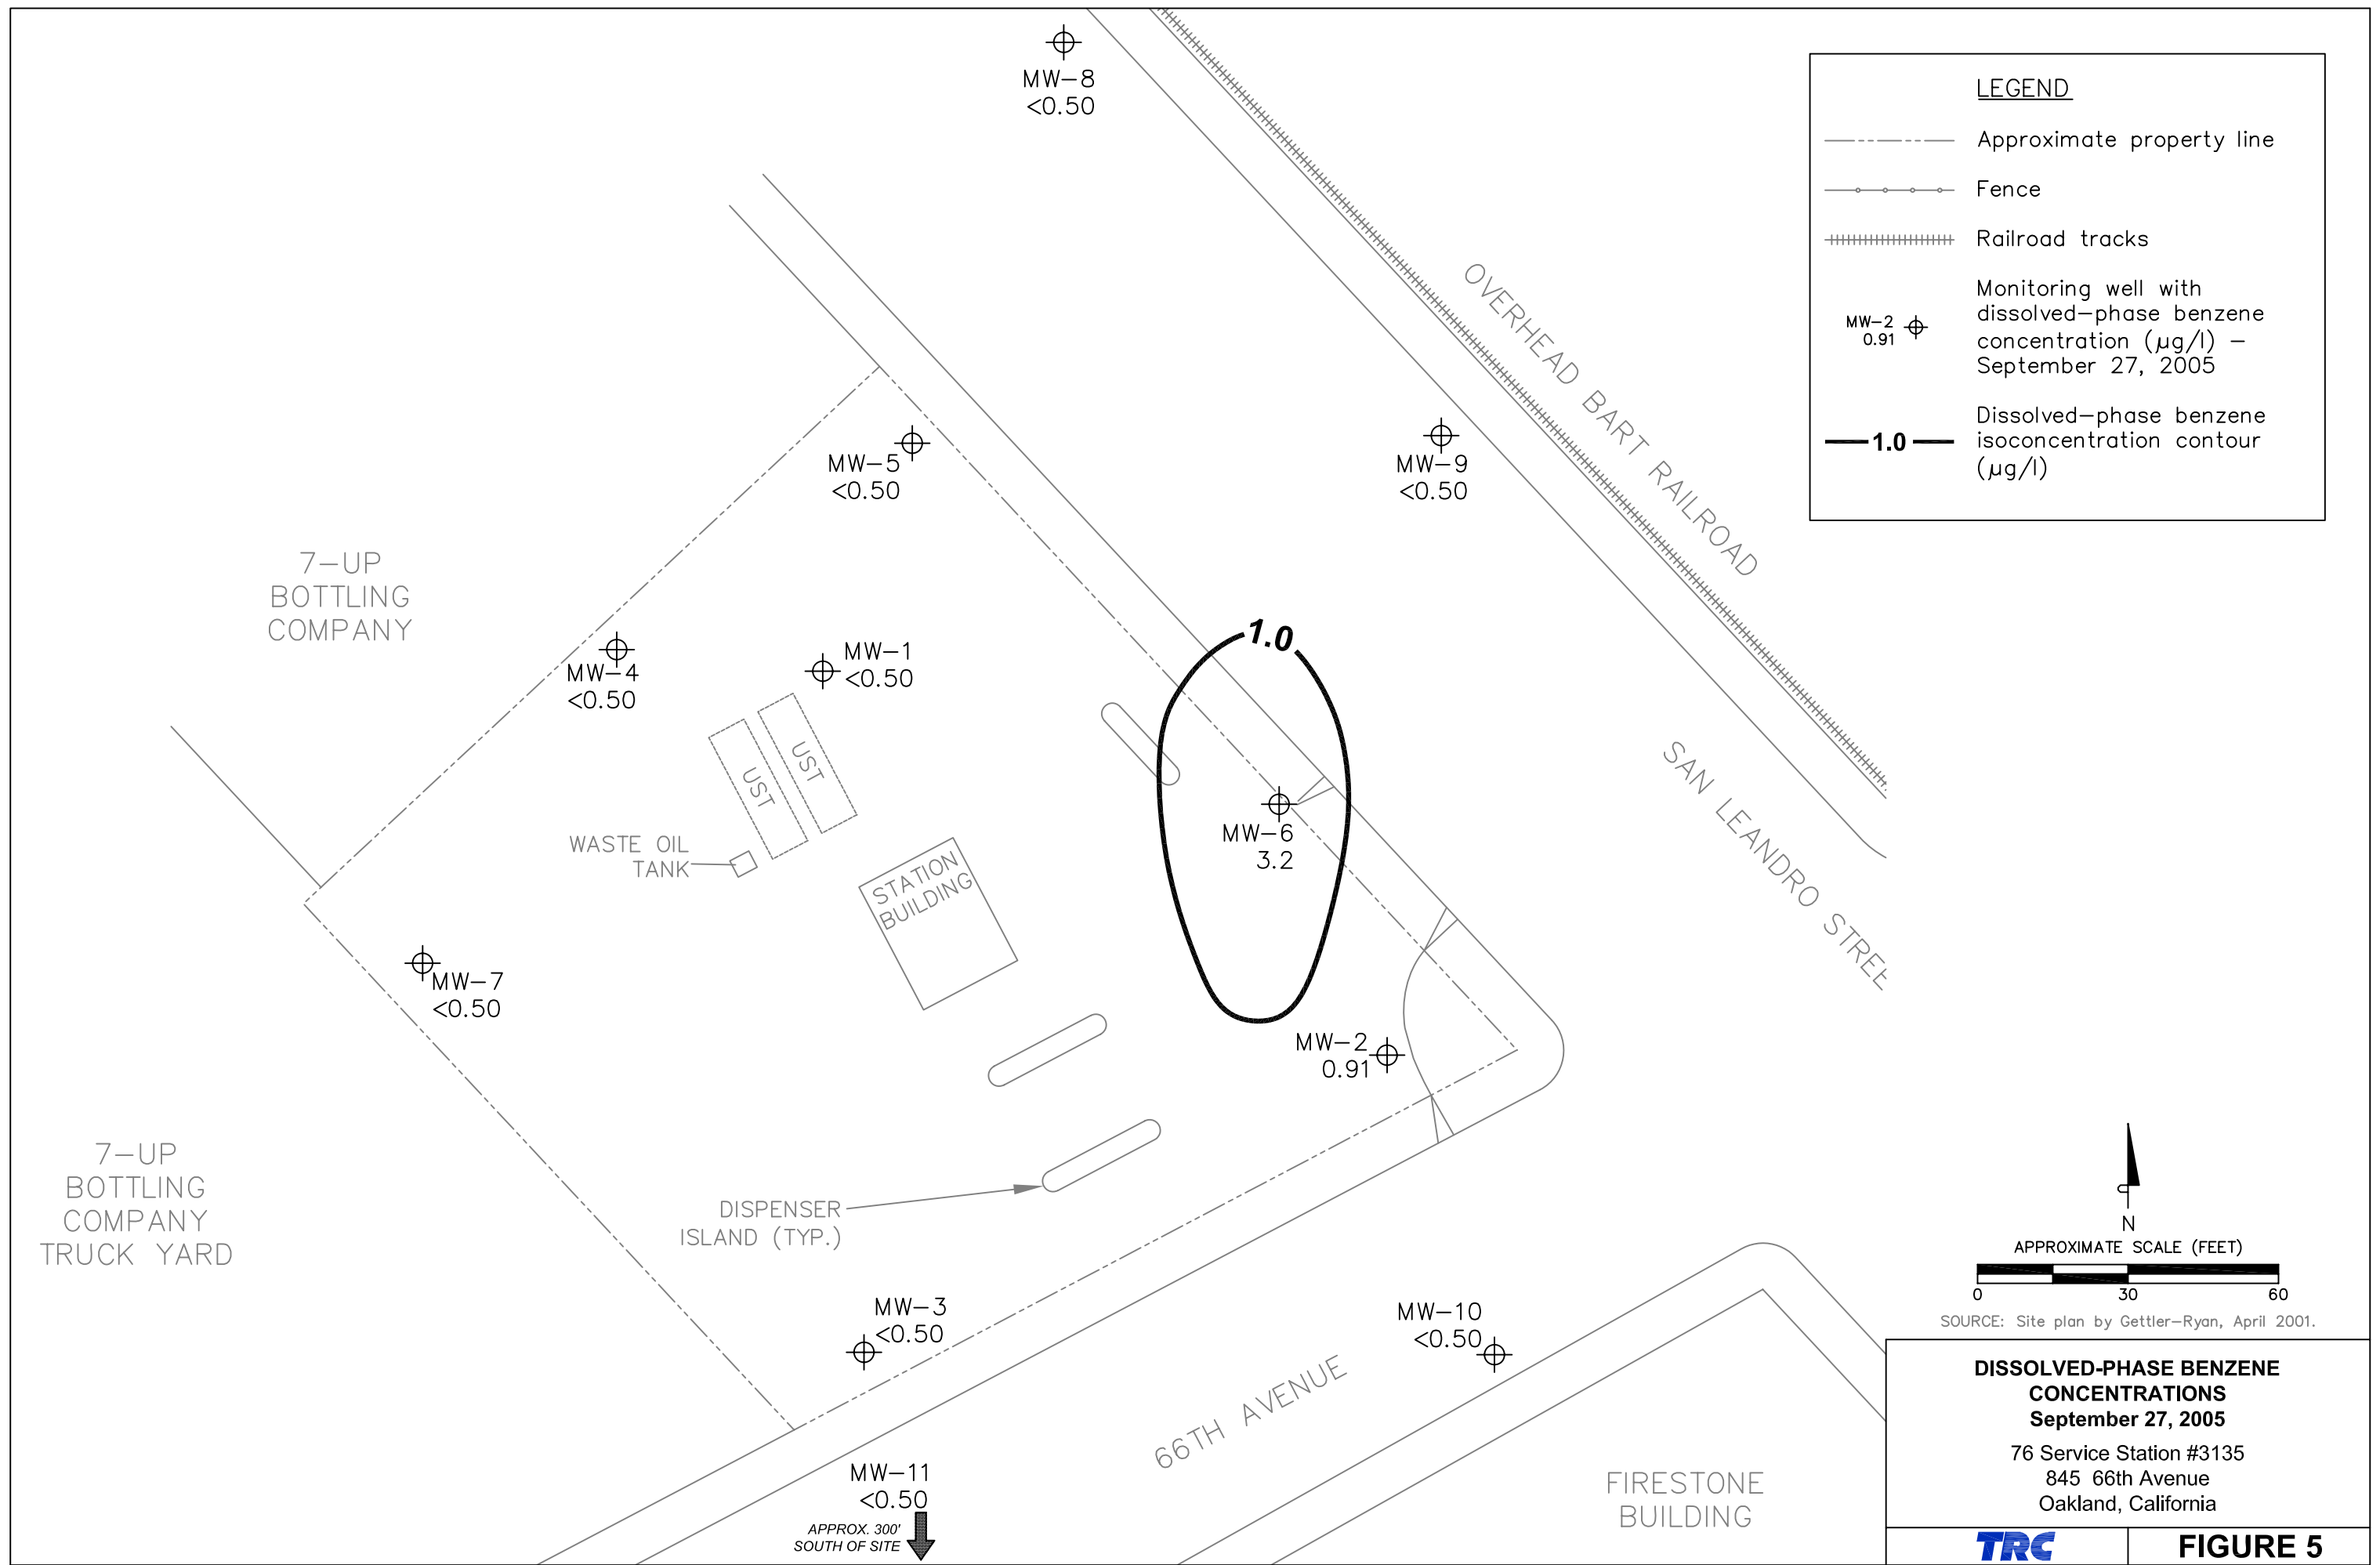 MW-8
<0.50
LEGEND
Approximate property line
Fence
Railroad tracks
MW-2
0.91
Monitoring well with
dissolved-phase benzene
concentration (µg/l) -
September 27, 2005
1.0
Dissolved-phase benzene
isoconcentration contour
(µg/l)
OVERHEAD BART RAILROAD
MW-5
<0.50
MW-9
<0.50
7-UP
BOTTLING
COMPANY
MW-4
<0.50
MW-1
<0.50
1.0
UST
UST
WASTE OIL
TANK
STATION
BUILDING
MW-6
3.2
SAN LEANDRO STREE
MW-7
<0.50
MW-2
0.91
7-UP
BOTTLING
COMPANY
TRUCK YARD
DISPENSER
ISLAND (TYP.)
MW-3
<0.50
MW-10
<0.50
66TH AVENUE
MW-11
<0.50
APPROX. 300'
SOUTH OF SITE
FIRESTONE
BUILDING
N
APPROXIMATE SCALE (FEET)
0 30 60
SOURCE: Site plan by Gettler-Ryan, April 2001.
DISSOLVED-PHASE BENZENE
CONCENTRATIONS
September 27, 2005
76 Service Station #3135
845 66th Avenue
Oakland, California
TRC
FIGURE 5